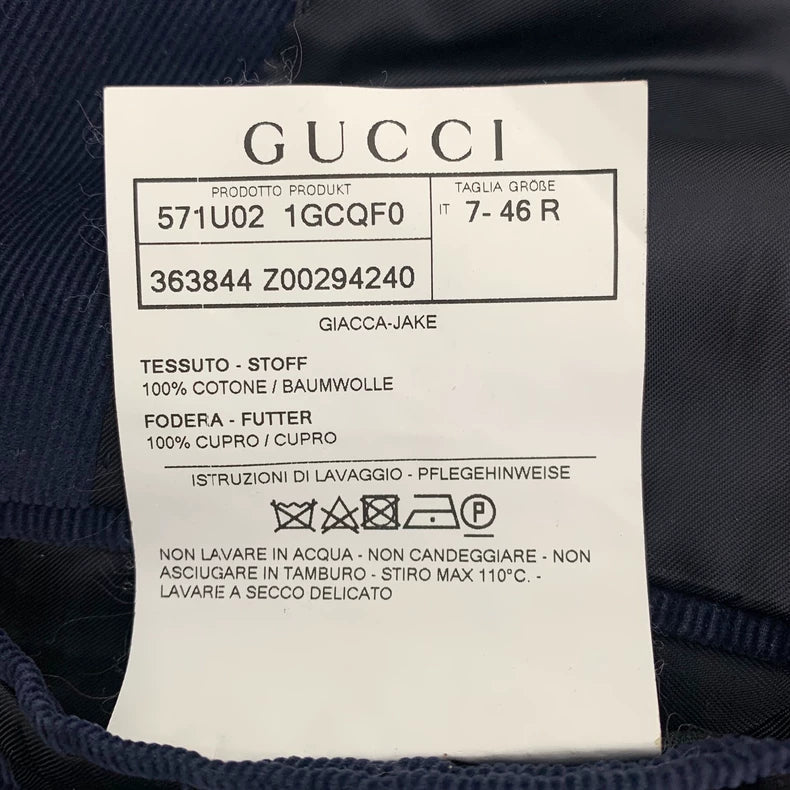 GUCCI
PRODOTTO PRODUKT
571U02 1GCQF0
TAGLIA GRÖßE
IT 7- 46 R
363844 Z00294240
GIACCA-JAKE
TESSUTO - STOFF
100% COTONE / BAUMWOLLE
FODERA - FUTTER
100% CUPRO / CUPRO
ISTRUZIONI DI LAVAGGIO - PFLEGEHINWEISE
P
NON LAVARE IN ACQUA - NON CANDEGGIARE - NON
ASCIUGARE IN TAMBURO - STIRO MAX 110°C. -
LAVARE A SECCO DELICATO